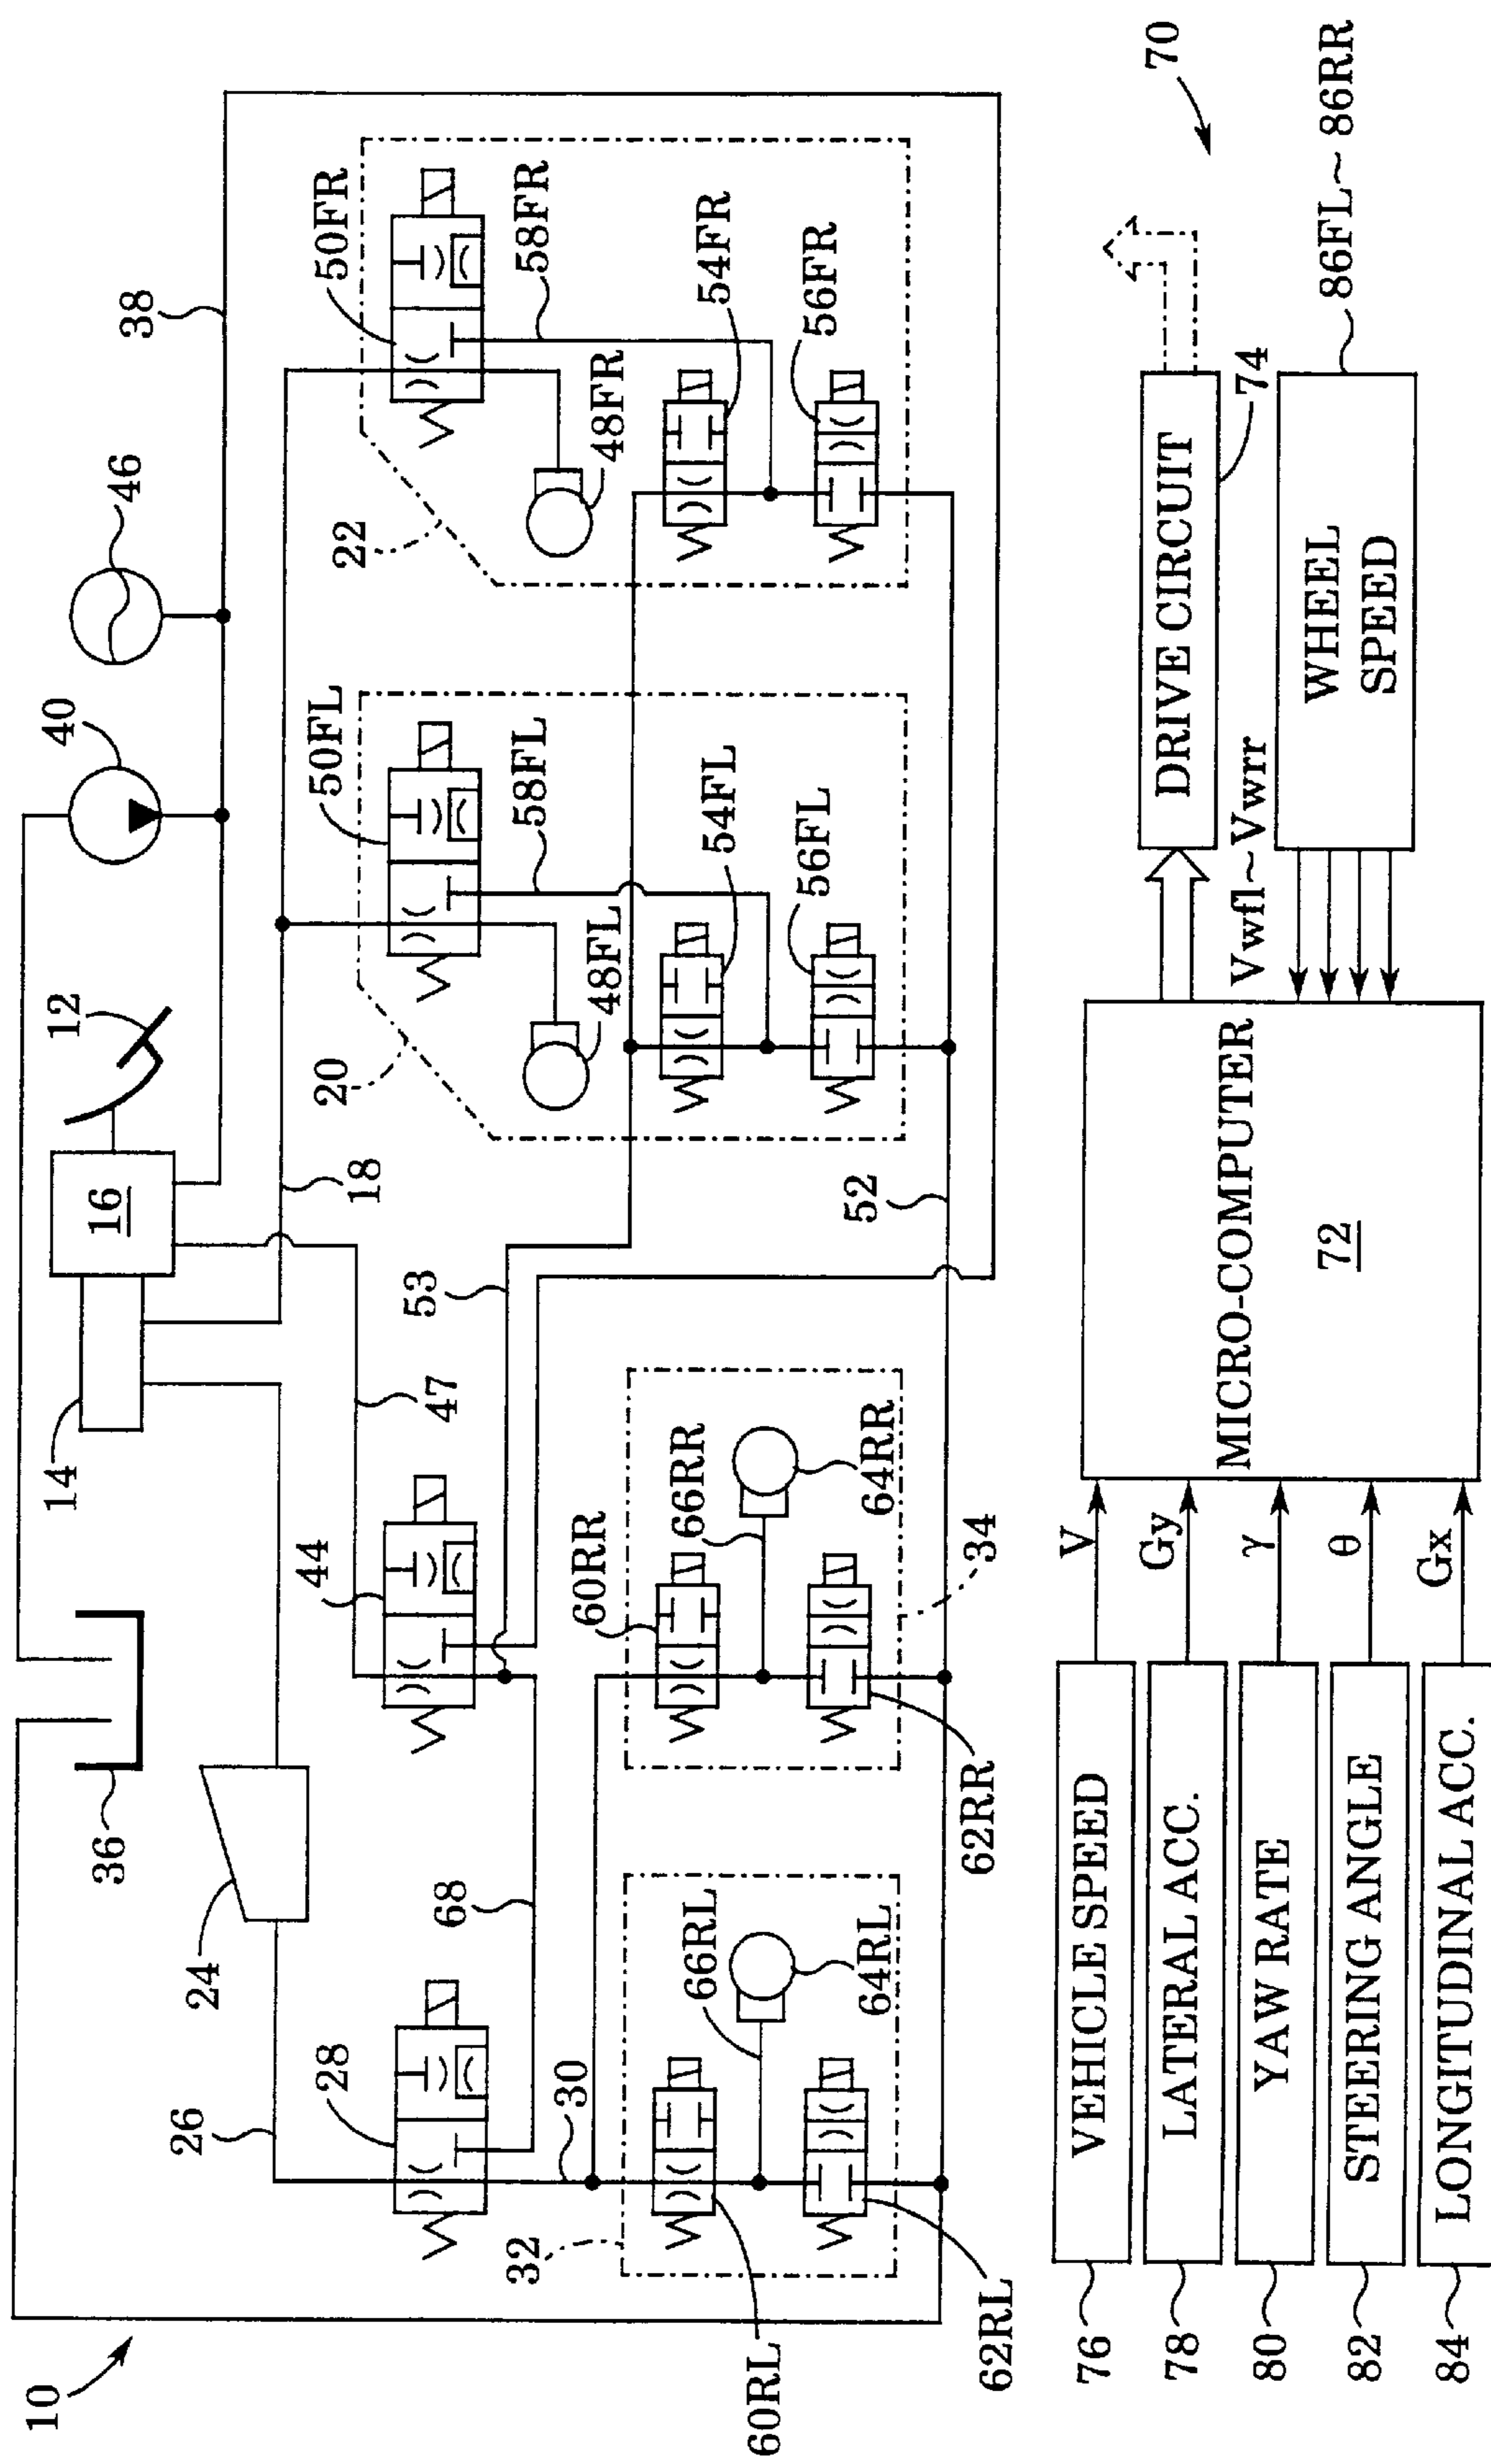 10
36
14
16
12
40
46
38
24
26
28
44
47
18
20
50FL
22
50FR
68
53
58FL
58FR
48FL
48FR
30
32
66RL
60RR
66RR
54FL
54FR
60RL
64RL
64RR
56FL
56FR
62RL
62RR
34
52
70
76
VEHICLE SPEED
V
78
LATERAL ACC.
Gy
80
YAW RATE
γ
82
STEERING ANGLE
θ
84
LONGITUDINAL ACC.
Gx
MICRO-COMPUTER
72
DRIVE CIRCUIT
74
Vwfl~Vwrr
WHEEL
SPEED
86FL~86RR